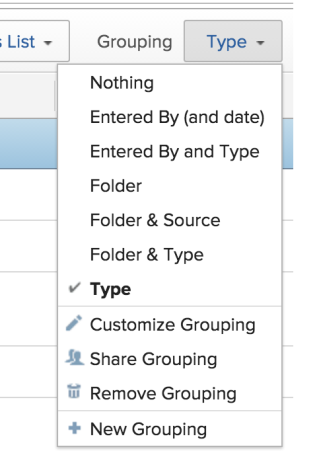 s List Grouping Type
Nothing
Entered By (and date)
Entered By and Type
Folder
Folder & Source
Folder & Type
Type
Customize Grouping
Share Grouping
Remove Grouping
New Grouping